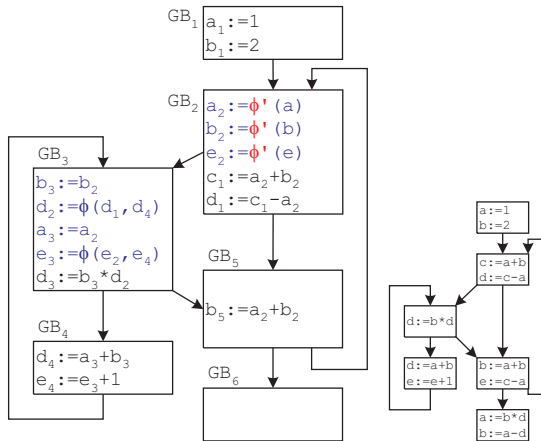 GB₁
a₁:=1
b₁:=2
GB₂
a₂:=ϕ'(a)
b₂:=ϕ'(b)
e₂:=ϕ'(e)
c₁:=a₂+b₂
d₁:=c₁-a₂
GB₃
b₃:=b₂
d₂:=ϕ(d₁,d₄)
a₃:=a₂
e₃:=ϕ(e₂,e₄)
d₃:=b₃*d₂
GB₄
d₄:=a₃+b₃
e₄:=e₃+1
GB₅
b₅:=a₂+b₂
GB₆
a:=1
b:=2
c:=a+b
d:=c-a
d:=b*d
d:=a+b
e:=e+1
b:=a+b
e:=c-a
a:=b*d
b:=a-d